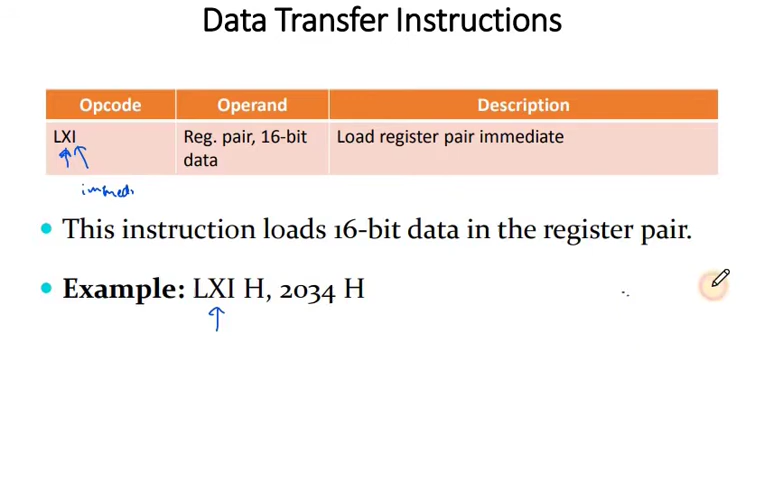 Data Transfer Instructions
Opcode Operand Description
LXI Reg. pair, 16-bit data Load register pair immediate
immed.
This instruction loads 16-bit data in the register pair.
Example: LXI H, 2034 H